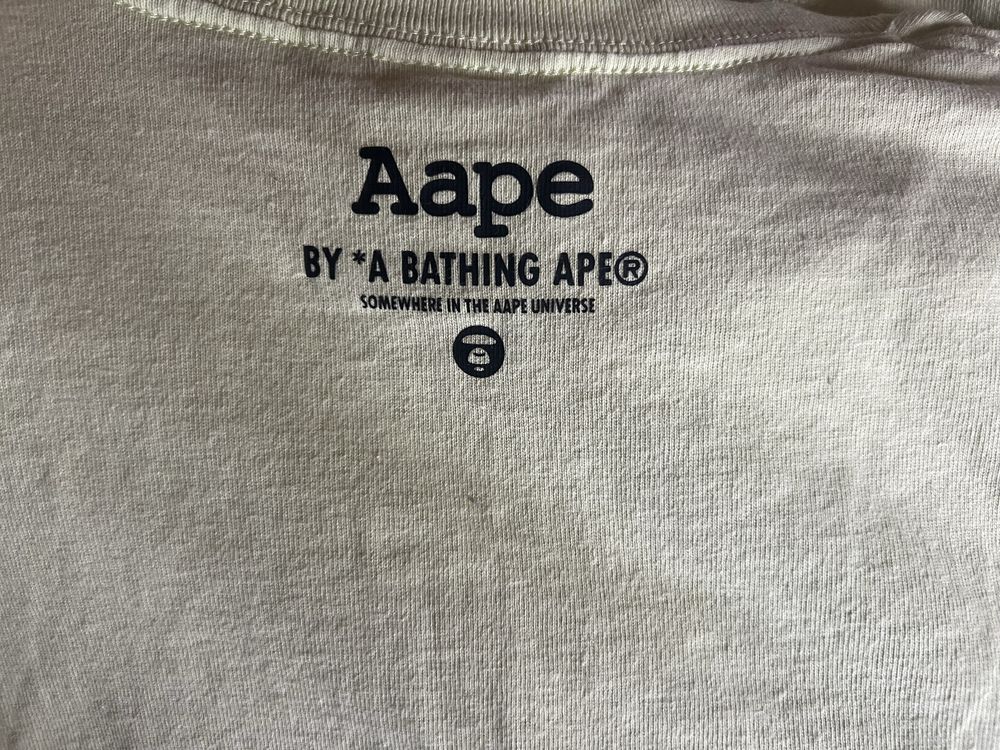 Aape
BY *A BATHING APE®
SOMEWHERE IN THE AAPE UNIVERSE